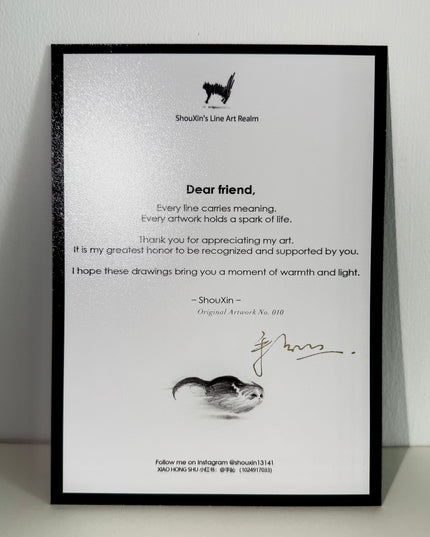 ShouXin's Line Art Realm
Dear friend,
Every line carries meaning.
Every artwork holds a spark of life.
Thank you for appreciating my art.
It is my greatest honor to be recognized and supported by you.
I hope these drawings bring you a moment of warmth and light.
– ShouXin –
Original Artwork No. 010
Follow me on Instagram @shouxin13141
XIAO HONG SHU 小红书: @手心 (1024917033)